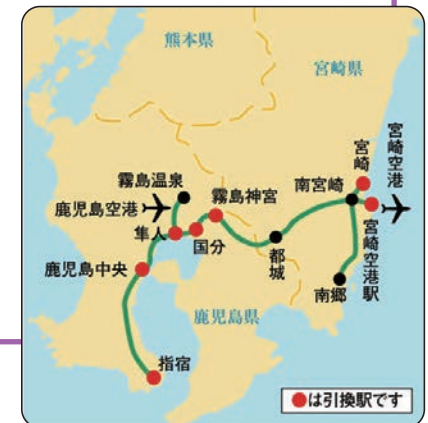 熊本県
宮崎県
宮崎空港
宮崎
霧島温泉
霧島神宮
南宮崎
鹿児島空港
隼人
国分
都城
宮崎空港駅
鹿児島中央
南郷
鹿児島県
指宿
●は引換駅です